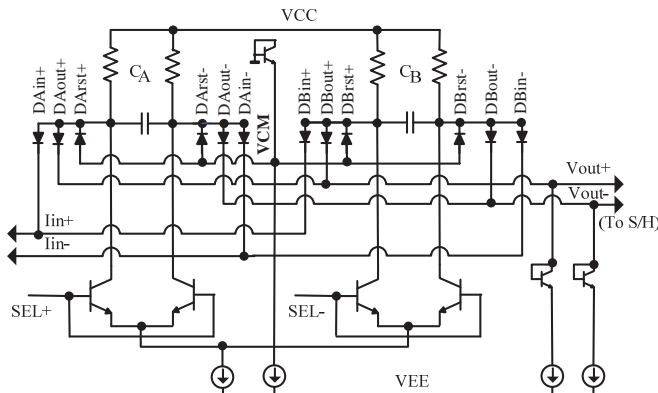 VCC
DAin+
DAout+
DArst+
CA
DArst-
DAout-
DAin-
VCM
DBin+
DBout+
DBrst+
CB
DBrst-
DBout-
DBin-
Vout+
Vout-
(To S/H)
Iin+
Iin-
SEL+
SEL-
VEE